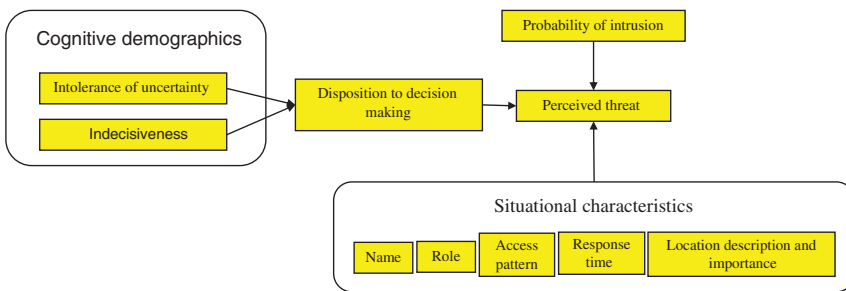 Cognitive demographics
Intolerance of uncertainty
Indecisiveness
Disposition to decision
making
Probability of intrusion
Perceived threat
Situational characteristics
Name
Role
Access
pattern
Response
time
Location description and
importance